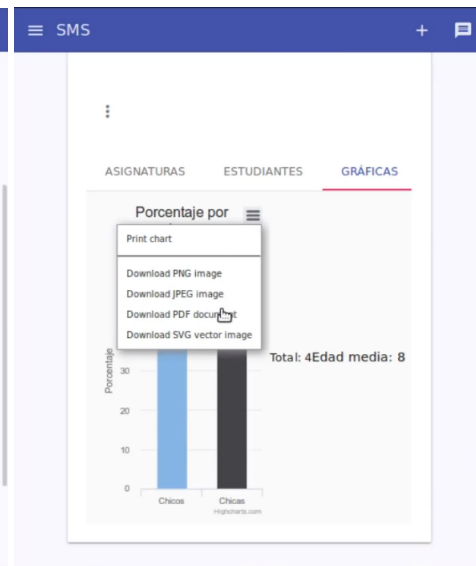 SMS
ASIGNATURAS ESTUDIANTES GRÁFICAS
Porcentaje por
Print chart
Download PNG image
Download JPEG image
Download PDF document
Download SVG vector image
Porcentaje
Total: 4Edad media: 8
30
20
10
0
Chicos Chicas
Highcharts.com